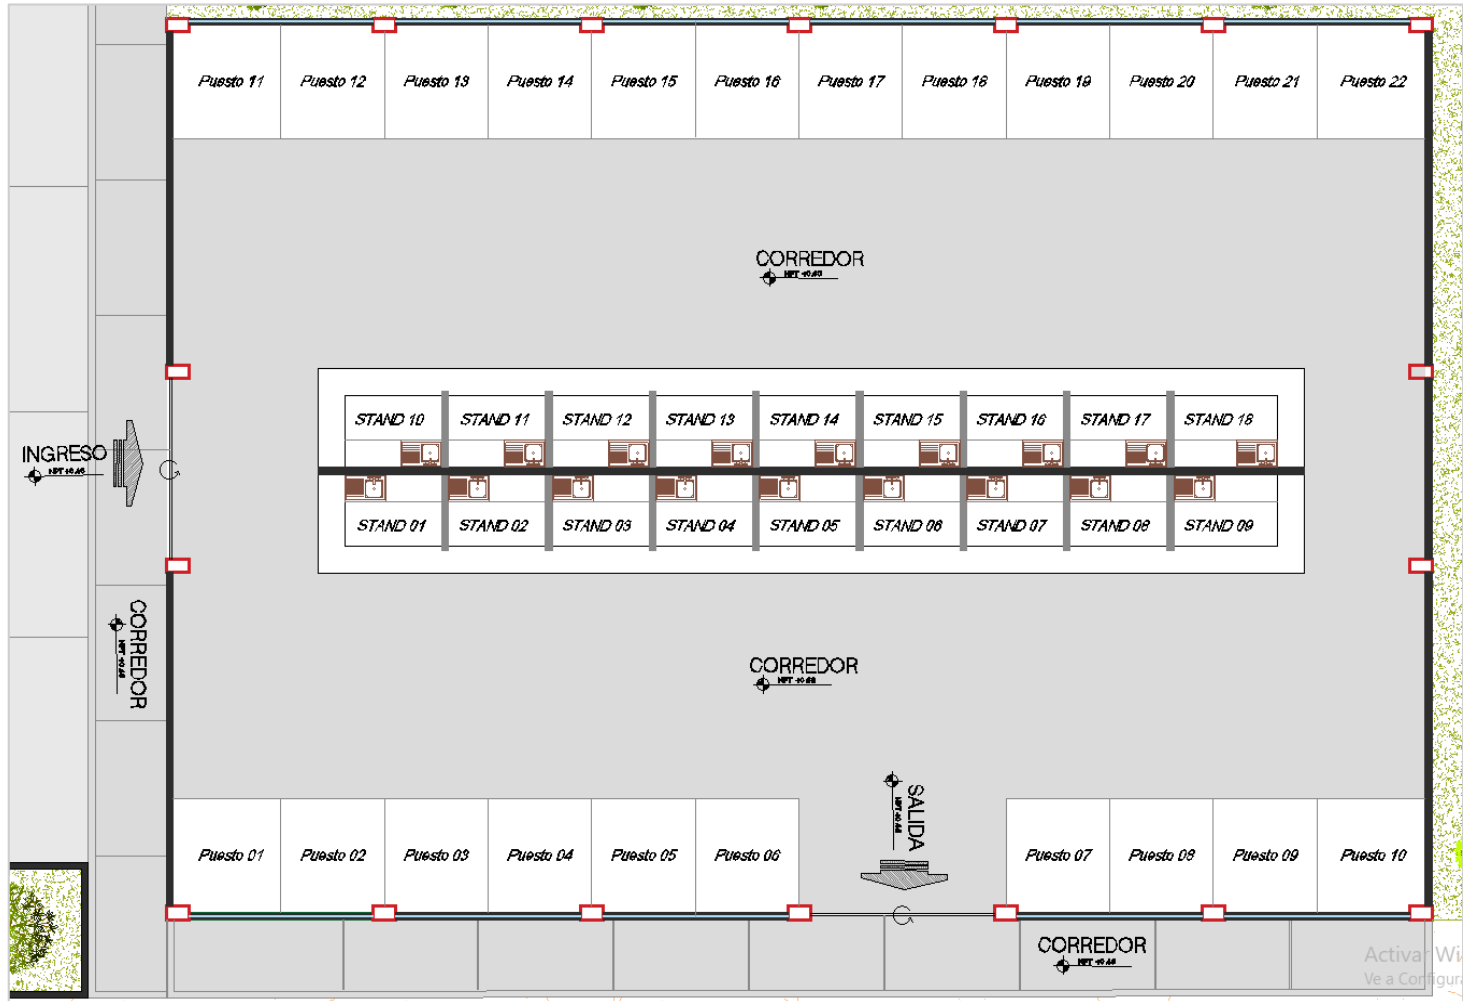 Puesto 11 Puesto 12 Puesto 13 Puesto 14 Puesto 15 Puesto 16 Puesto 17 Puesto 18 Puesto 19 Puesto 20 Puesto 21 Puesto 22
CORREDOR
STAND 10 STAND 11 STAND 12 STAND 13 STAND 14 STAND 15 STAND 16 STAND 17 STAND 18
INGRESO
STAND 01 STAND 02 STAND 03 STAND 04 STAND 05 STAND 06 STAND 07 STAND 08 STAND 09
CORREDOR
CORREDOR
SALIDA
Puesto 01 Puesto 02 Puesto 03 Puesto 04 Puesto 05 Puesto 06 Puesto 07 Puesto 08 Puesto 09 Puesto 10
CORREDOR
Activar Wi
Ve a Configur